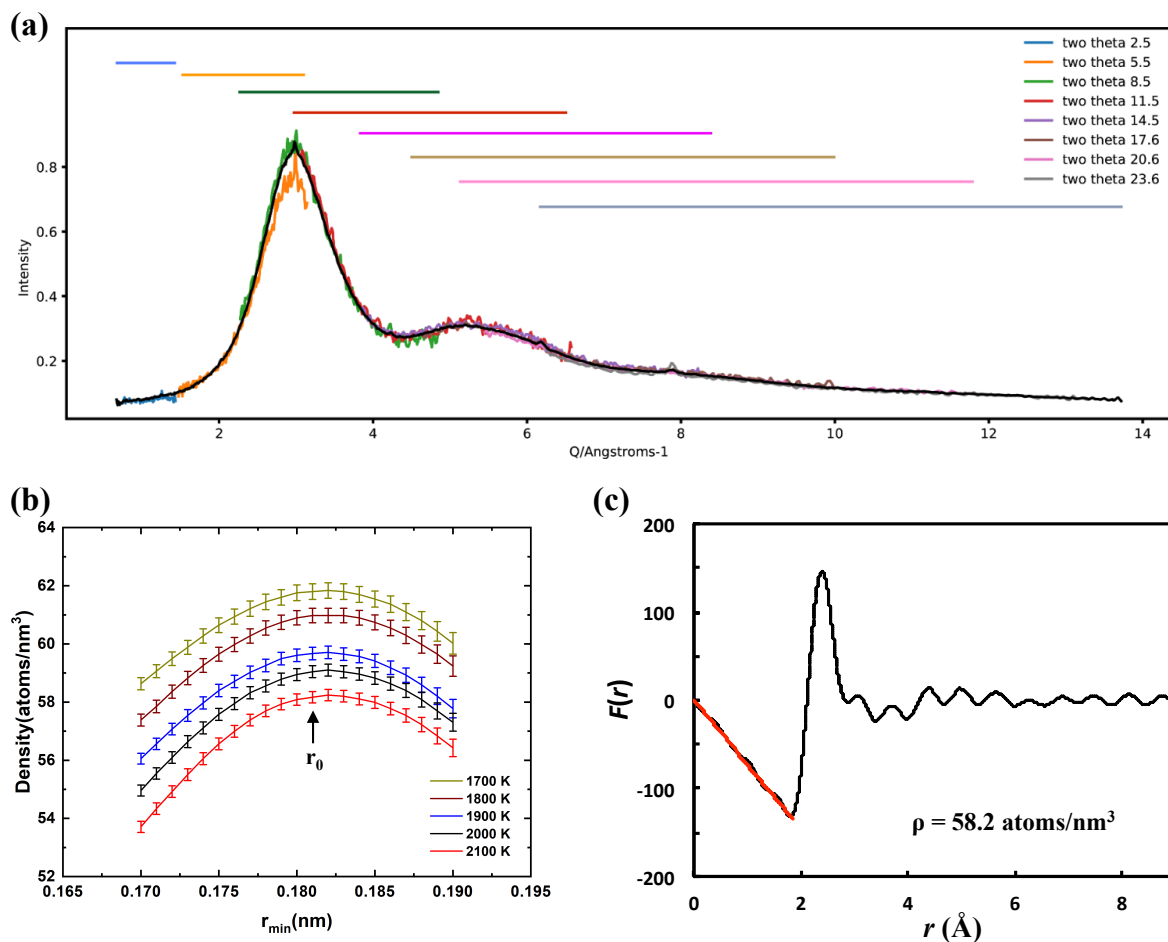 (a)
two theta 2.5
two theta 5.5
two theta 8.5
two theta 11.5
two theta 14.5
two theta 17.6
two theta 20.6
two theta 23.6
0.8
0.6
0.4
0.2
Intensity
2 4 6 8 10 12 14
Q/Angstroms-1
(b)
64
62
60
58
56
54
52
Density(atoms/nm³)
r₀
1700 K
1800 K
1900 K
2000 K
2100 K
0.165 0.170 0.175 0.180 0.185 0.190 0.195
rₘᵢₙ(nm)
(c)
200
100
0
-100
-200
F(r)
ρ = 58.2 atoms/nm³
0 2 4 6 8
r (Å)